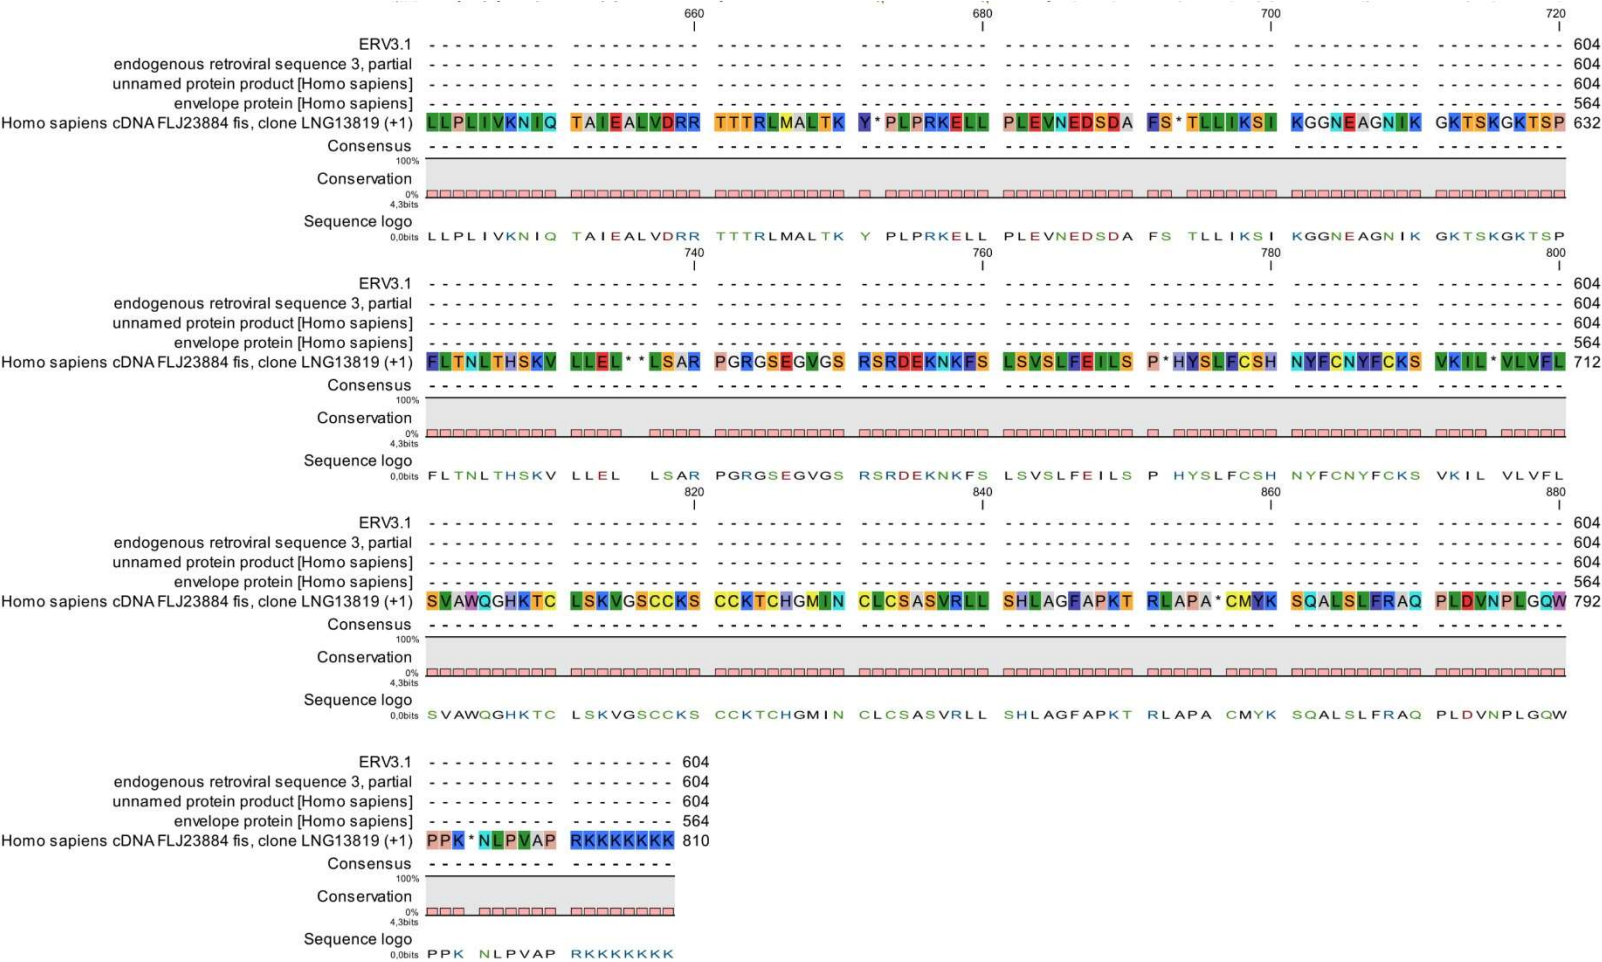 660 680 700 720
ERV3.1 - - - - - - - - - - - - - - - - - - - - - - - - - - - - - - - - - - - - - - - - - - - - - - - - - - - - - - - - - - - - - - - - - - - - - - - - - - - - - - - - 604
endogenous retroviral sequence 3, partial - - - - - - - - - - - - - - - - - - - - - - - - - - - - - - - - - - - - - - - - - - - - - - - - - - - - - - - - - - - - - - - - - - - - - - - - - - - - - - - - 604
unnamed protein product [Homo sapiens] - - - - - - - - - - - - - - - - - - - - - - - - - - - - - - - - - - - - - - - - - - - - - - - - - - - - - - - - - - - - - - - - - - - - - - - - - - - - - - - - 604
envelope protein [Homo sapiens] - - - - - - - - - - - - - - - - - - - - - - - - - - - - - - - - - - - - - - - - - - - - - - - - - - - - - - - - - - - - - - - - - - - - - - - - - - - - - - - - 564
Homo sapiens cDNA FLJ23884 fis, clone LNG13819 (+1) LLPLIVKNIQ TAIEALVDRR TTTRLMALTK Y*PLPRKELL PLEVNEDSDA FS*TLLIKSI KGGNEAGNIK GKTSKGKTSP 632
Consensus - - - - - - - - - - - - - - - - - - - - - - - - - - - - - - - - - - - - - - - - - - - - - - - - - - - - - - - - - - - - - - - - - - - - - - - - - - - - - - - -
100%
Conservation
0%
4,3bits
Sequence logo
0,0bits LLPLIVKNIQ TAIEALVDRR TTTRLMALTK Y PLPRKELL PLEVNEDSDA FS TLLIKSI KGGNEAGNIK GKTSKGKTSP
740 760 780 800
ERV3.1 - - - - - - - - - - - - - - - - - - - - - - - - - - - - - - - - - - - - - - - - - - - - - - - - - - - - - - - - - - - - - - - - - - - - - - - - - - - - - - - - 604
endogenous retroviral sequence 3, partial - - - - - - - - - - - - - - - - - - - - - - - - - - - - - - - - - - - - - - - - - - - - - - - - - - - - - - - - - - - - - - - - - - - - - - - - - - - - - - - - 604
unnamed protein product [Homo sapiens] - - - - - - - - - - - - - - - - - - - - - - - - - - - - - - - - - - - - - - - - - - - - - - - - - - - - - - - - - - - - - - - - - - - - - - - - - - - - - - - - 604
envelope protein [Homo sapiens] - - - - - - - - - - - - - - - - - - - - - - - - - - - - - - - - - - - - - - - - - - - - - - - - - - - - - - - - - - - - - - - - - - - - - - - - - - - - - - - - 564
Homo sapiens cDNA FLJ23884 fis, clone LNG13819 (+1) FLTNLTHSKV LLEL**LSAR PGRGSEGVGS RSRDEKNKFS LSVSLFEILS P*HYSLFCSH NYFCNYFCKS VKIL*VLVFL 712
Consensus - - - - - - - - - - - - - - - - - - - - - - - - - - - - - - - - - - - - - - - - - - - - - - - - - - - - - - - - - - - - - - - - - - - - - - - - - - - - - - - -
100%
Conservation
0%
4,3bits
Sequence logo
0,0bits FLTNLTHSKV LLEL LSAR PGRGSEGVGS RSRDEKNKFS LSVSLFEILS P HYSLFCSH NYFCNYFCKS VKIL VLVFL
820 840 860 880
ERV3.1 - - - - - - - - - - - - - - - - - - - - - - - - - - - - - - - - - - - - - - - - - - - - - - - - - - - - - - - - - - - - - - - - - - - - - - - - - - - - - - - - 604
endogenous retroviral sequence 3, partial - - - - - - - - - - - - - - - - - - - - - - - - - - - - - - - - - - - - - - - - - - - - - - - - - - - - - - - - - - - - - - - - - - - - - - - - - - - - - - - - 604
unnamed protein product [Homo sapiens] - - - - - - - - - - - - - - - - - - - - - - - - - - - - - - - - - - - - - - - - - - - - - - - - - - - - - - - - - - - - - - - - - - - - - - - - - - - - - - - - 604
envelope protein [Homo sapiens] - - - - - - - - - - - - - - - - - - - - - - - - - - - - - - - - - - - - - - - - - - - - - - - - - - - - - - - - - - - - - - - - - - - - - - - - - - - - - - - - 564
Homo sapiens cDNA FLJ23884 fis, clone LNG13819 (+1) SVAWQGHKTC LSKVGSCCKS CCKTCHGMIN CLCSASVRLL SHLAGFAPKT RLAPA*CMYK SQALSLFRAQ PLDVNPLGQW 792
Consensus - - - - - - - - - - - - - - - - - - - - - - - - - - - - - - - - - - - - - - - - - - - - - - - - - - - - - - - - - - - - - - - - - - - - - - - - - - - - - - - -
100%
Conservation
0%
4,3bits
Sequence logo
0,0bits SVAWQGHKTC LSKVGSCCKS CCKTCHGMIN CLCSASVRLL SHLAGFAPKT RLAPA CMYK SQALSLFRAQ PLDVNPLGQW
ERV3.1 - - - - - - - - - - - - - - - - - - 604
endogenous retroviral sequence 3, partial - - - - - - - - - - - - - - - - - - 604
unnamed protein product [Homo sapiens] - - - - - - - - - - - - - - - - - - 604
envelope protein [Homo sapiens] - - - - - - - - - - - - - - - - - - 564
Homo sapiens cDNA FLJ23884 fis, clone LNG13819 (+1) PPK*NLPVAP RKKKKKKK 810
Consensus - - - - - - - - - - - - - - - - - -
100%
Conservation
0%
4,3bits
Sequence logo
0,0bits PPK NLPVAP RKKKKKKK